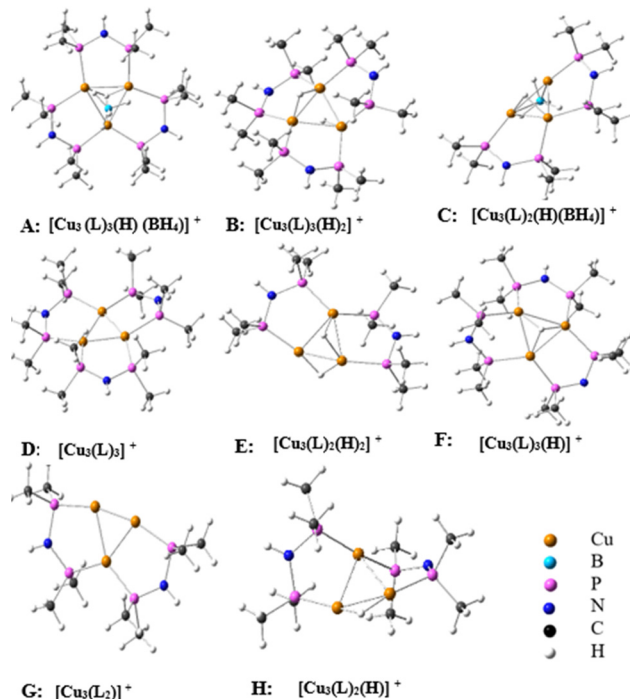 A: [Cu₃ (L)₃(H) (BH₄)]⁺ B: [Cu₃(L)₃(H)₂]⁺ C: [Cu₃(L)₂(H)(BH₄)]⁺
D: [Cu₃(L)₃]⁺ E: [Cu₃(L)₂(H)₂]⁺ F: [Cu₃(L)₃(H)]⁺
Cu
B
P
N
C
H
G: [Cu₃(L₂)]⁺ H: [Cu₃(L)₂(H)]⁺